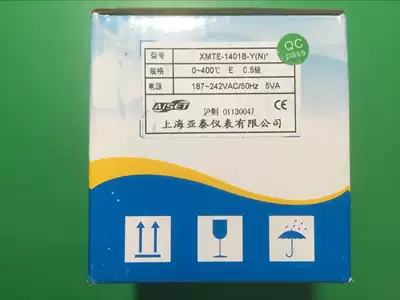 型号 XMTE-1401B-Y(N)"
规格 0~400℃ E 0.5级
电源 187~242VAC/50Hz 5VA
QC
pass
AISET 沪制 01130047 CE
上海亚泰仪表有限公司